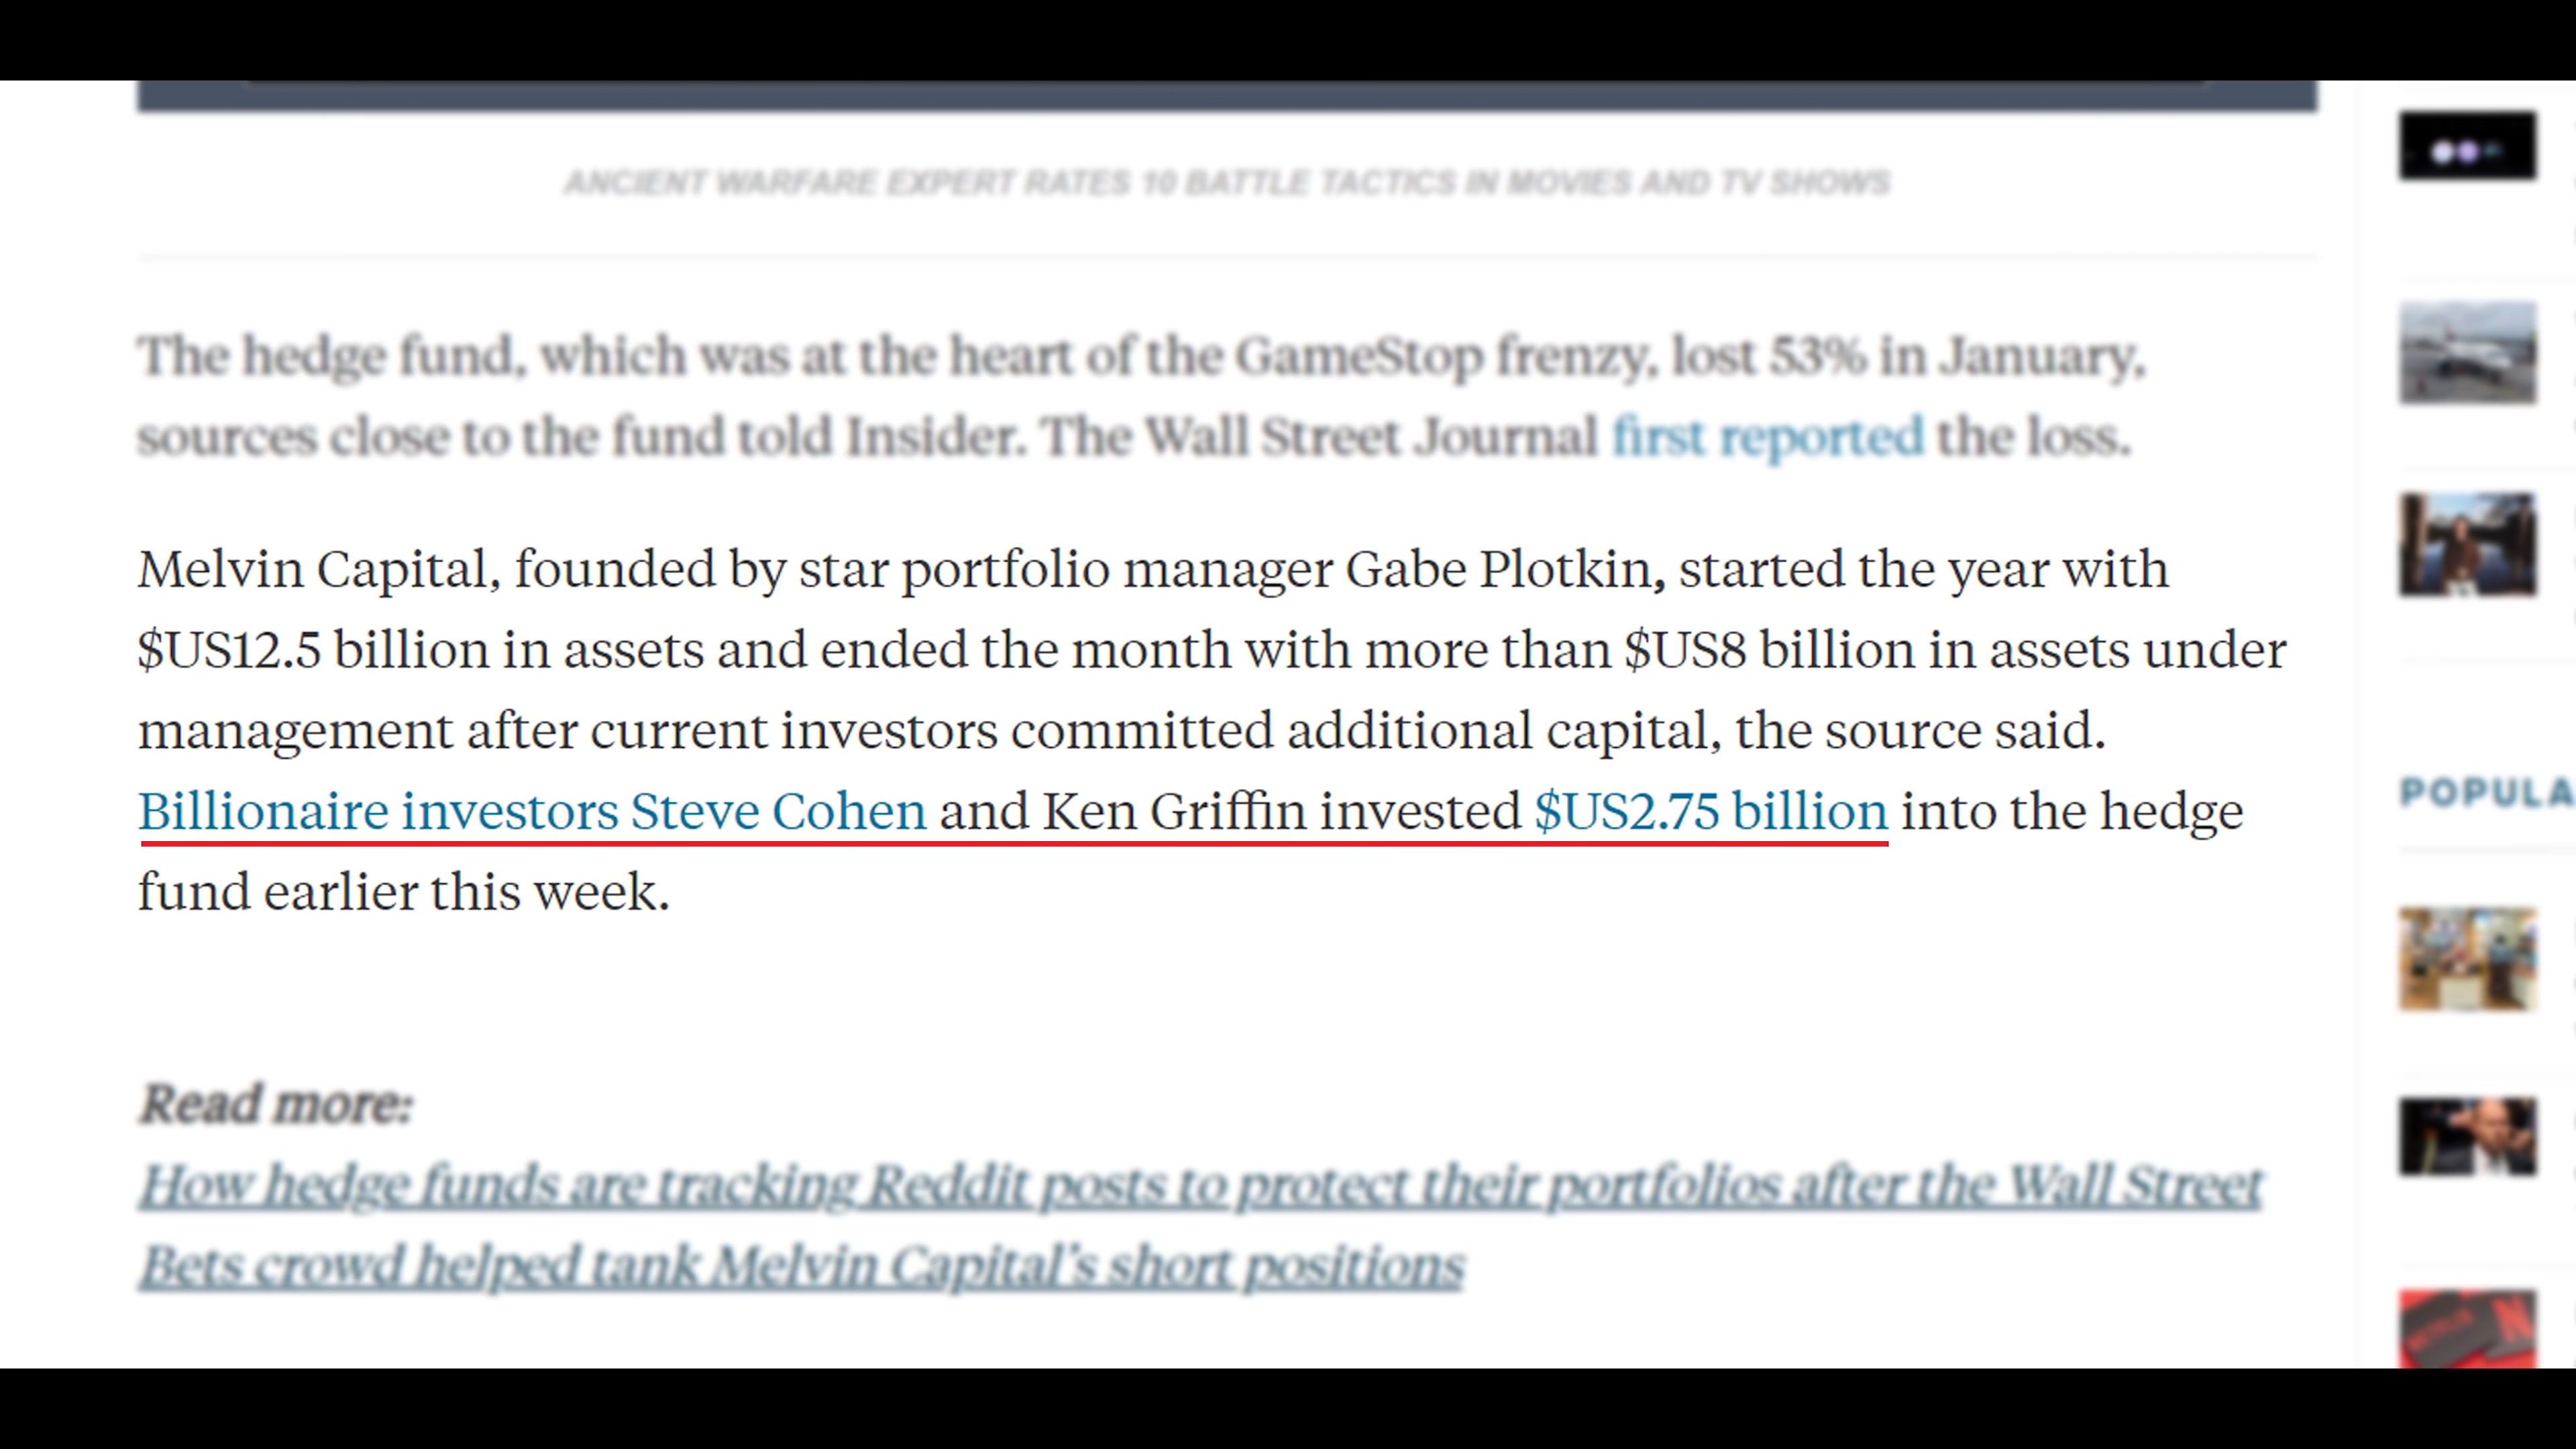 ANCIENT WARFARE EXPERT RATES 10 BATTLE TACTICS IN MOVIES AND TV SHOWS
The hedge fund, which was at the heart of the GameStop frenzy, lost 53% in January,
sources close to the fund told Insider. The Wall Street Journal first reported the loss.
Melvin Capital, founded by star portfolio manager Gabe Plotkin, started the year with
$US12.5 billion in assets and ended the month with more than $US8 billion in assets under
management after current investors committed additional capital, the source said.
Billionaire investors Steve Cohen and Ken Griffin invested $US2.75 billion into the hedge
fund earlier this week.
POPULA
Read more:
How hedge funds are tracking Reddit posts to protect their portfolios after the Wall Street
Bets crowd helped tank Melvin Capital's short positions